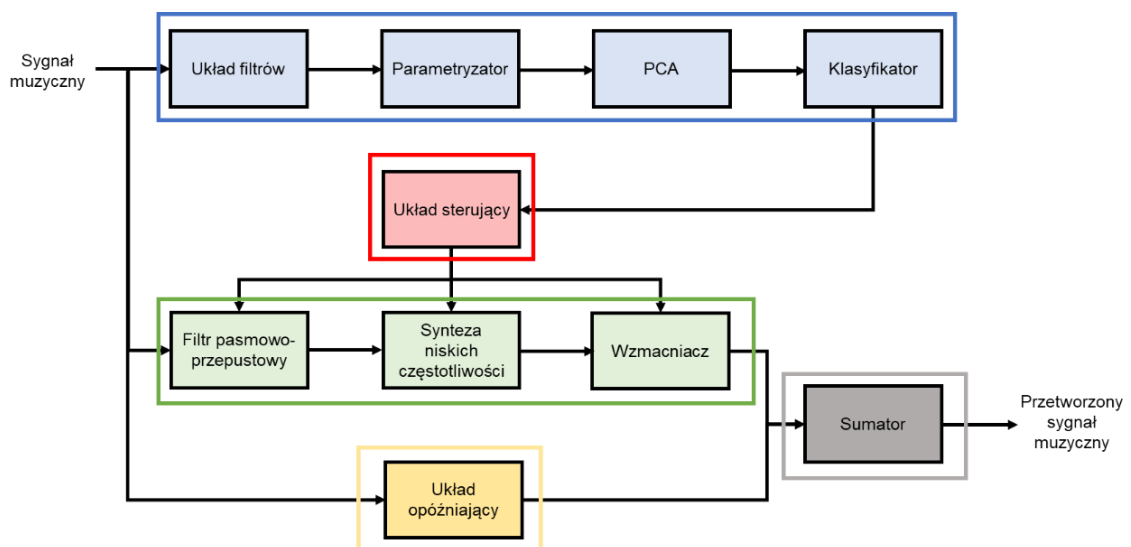 Sygnał
muzyczny
Układ filtrów
Parametryzator
PCA
Klasyfikator
Układ sterujący
Filtr pasmowo-
przepustowy
Synteza
niskich
częstotliwości
Wzmacniacz
Sumator
Przetworzony
sygnał
muzyczny
Układ
opóźniający